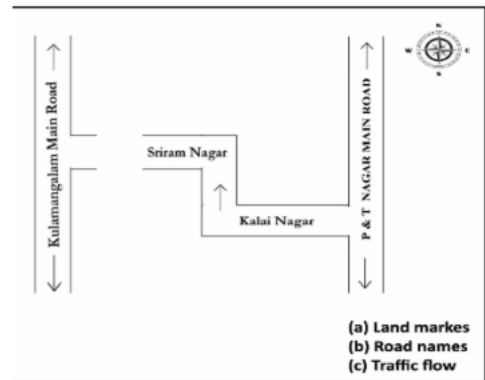 N
W E
S
Kulamangalam Main Road
Sriram Nagar
Kalai Nagar
P & T NAGAR MAIN ROAD
(a) Land markes
(b) Road names
(c) Traffic flow